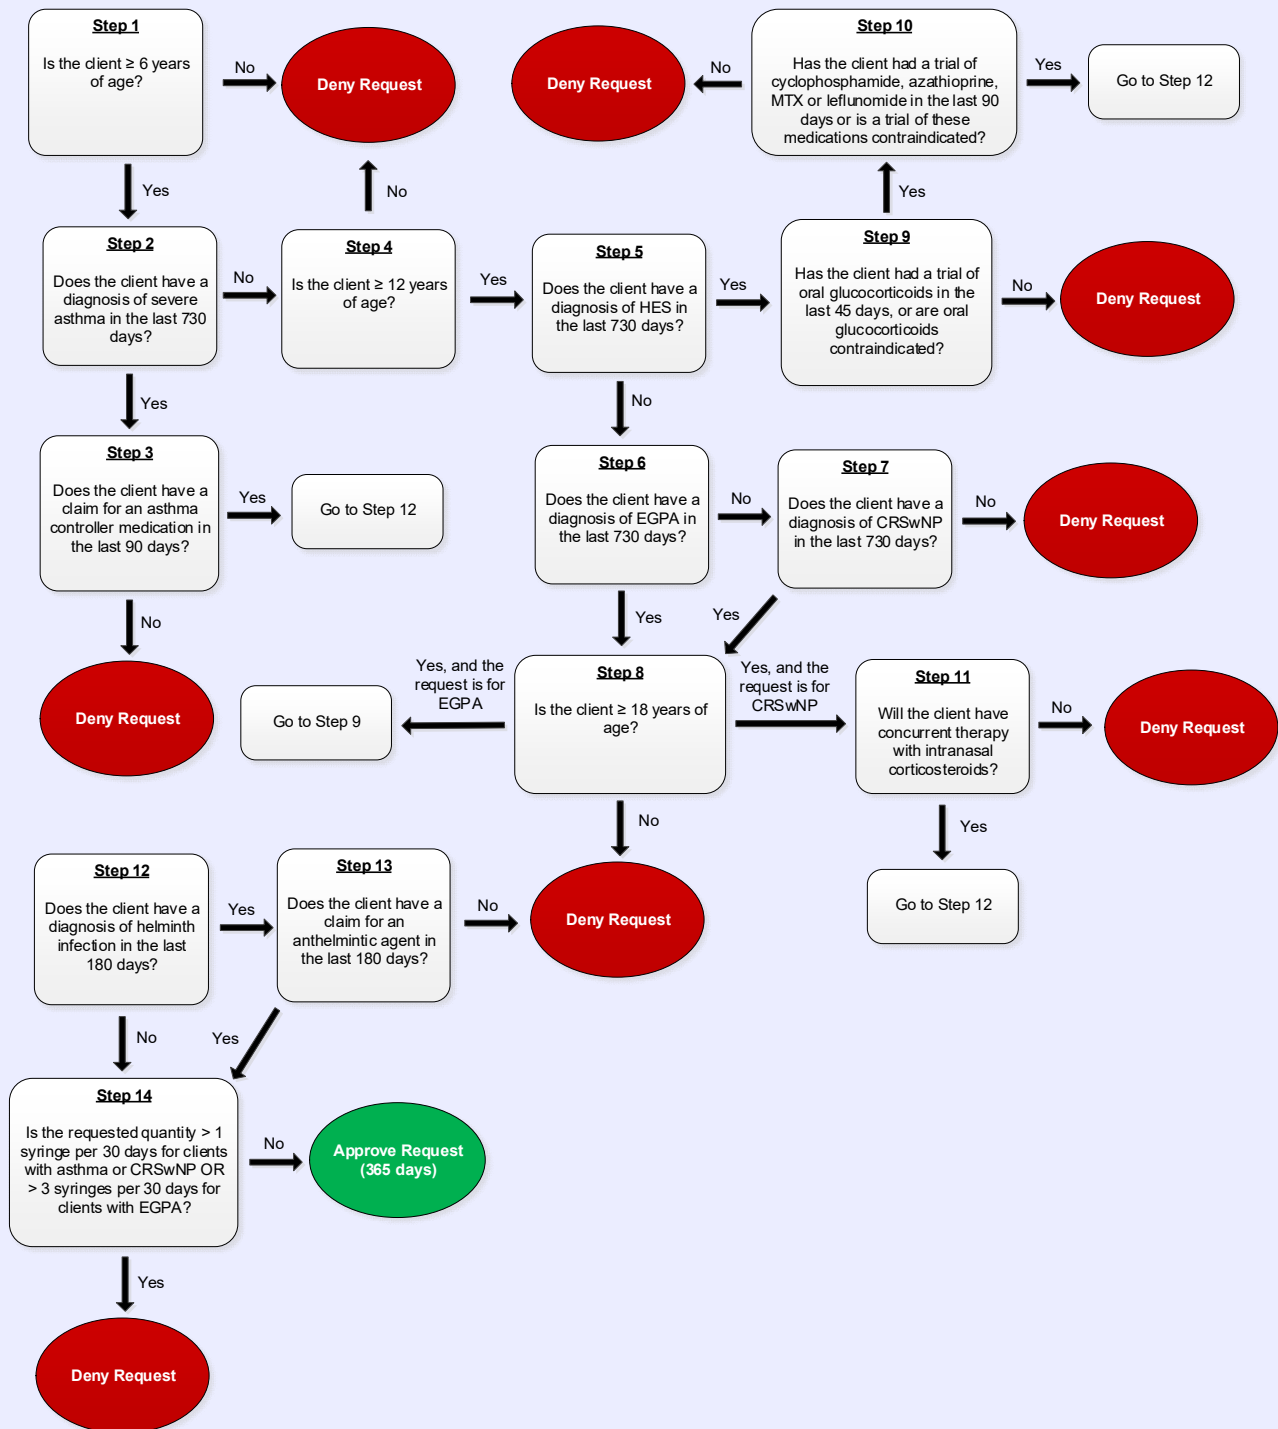 Step 1
Is the client ≥ 6 years
of age?
No
Deny Request
Yes
Step 2
Does the client have a
diagnosis of severe
asthma in the last 730
days?
No
Step 4
Is the client ≥ 12 years
of age?
No
Yes
Step 5
Does the client have a
diagnosis of HES in
the last 730 days?
Yes
Step 9
Has the client had a trial of
oral glucocorticoids in the
last 45 days, or are oral
glucocorticoids
contraindicated?
No
Deny Request
Yes
Step 10
Has the client had a trial of
cyclophosphamide, azathioprine,
MTX or leflunomide in the last 90
days or is a trial of these
medications contraindicated?
No
Deny Request
Yes
Go to Step 12
Yes
Step 3
Does the client have a
claim for an asthma
controller medication in
the last 90 days?
Yes
Go to Step 12
No
Deny Request
No
Step 6
Does the client have a
diagnosis of EGPA in
the last 730 days?
No
Step 7
Does the client have a
diagnosis of CRSwNP
in the last 730 days?
No
Deny Request
Yes
Yes
Step 8
Is the client ≥ 18 years of
age?
Yes, and the
request is for
EGPA
Go to Step 9
Yes, and the
request is for
CRSwNP
Step 11
Will the client have
concurrent therapy
with intranasal
corticosteroids?
No
Deny Request
Yes
Go to Step 12
No
Deny Request
Step 12
Does the client have a
diagnosis of helminth
infection in the last
180 days?
Yes
Step 13
Does the client have a
claim for an
anthelmintic agent in
the last 180 days?
No
No
Yes
Step 14
Is the requested quantity > 1
syringe per 30 days for clients
with asthma or CRSwNP OR
> 3 syringes per 30 days for
clients with EGPA?
No
Approve Request
(365 days)
Yes
Deny Request